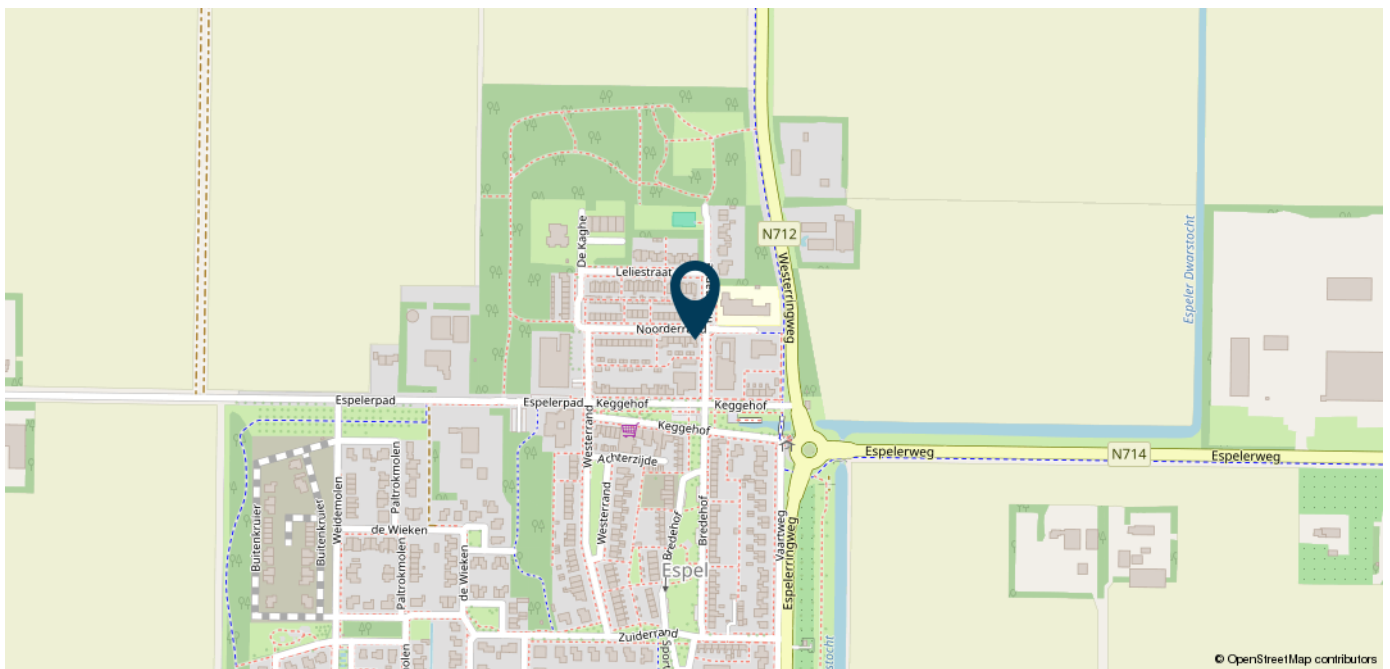 N712
De Kaghe
Westerringweg
Espeler Dwarstocht
Leliestraat
Noorderr
Espelerpad
Espelerpad
Keggehof
Keggehof
Keggehof
Westerrand
Achterzijde
Espelerweg
N714
Espelerweg
Weidemolen
Paltrokmolen
Buitenkruier
Buitenkruier
de Wieken
de Wieken
Westerrand
Bredehof
Bredehof
Vaartweg
Espelerringweg
Espel
Paltrokmolen
Zuiderrand
© OpenStreetMap contributors